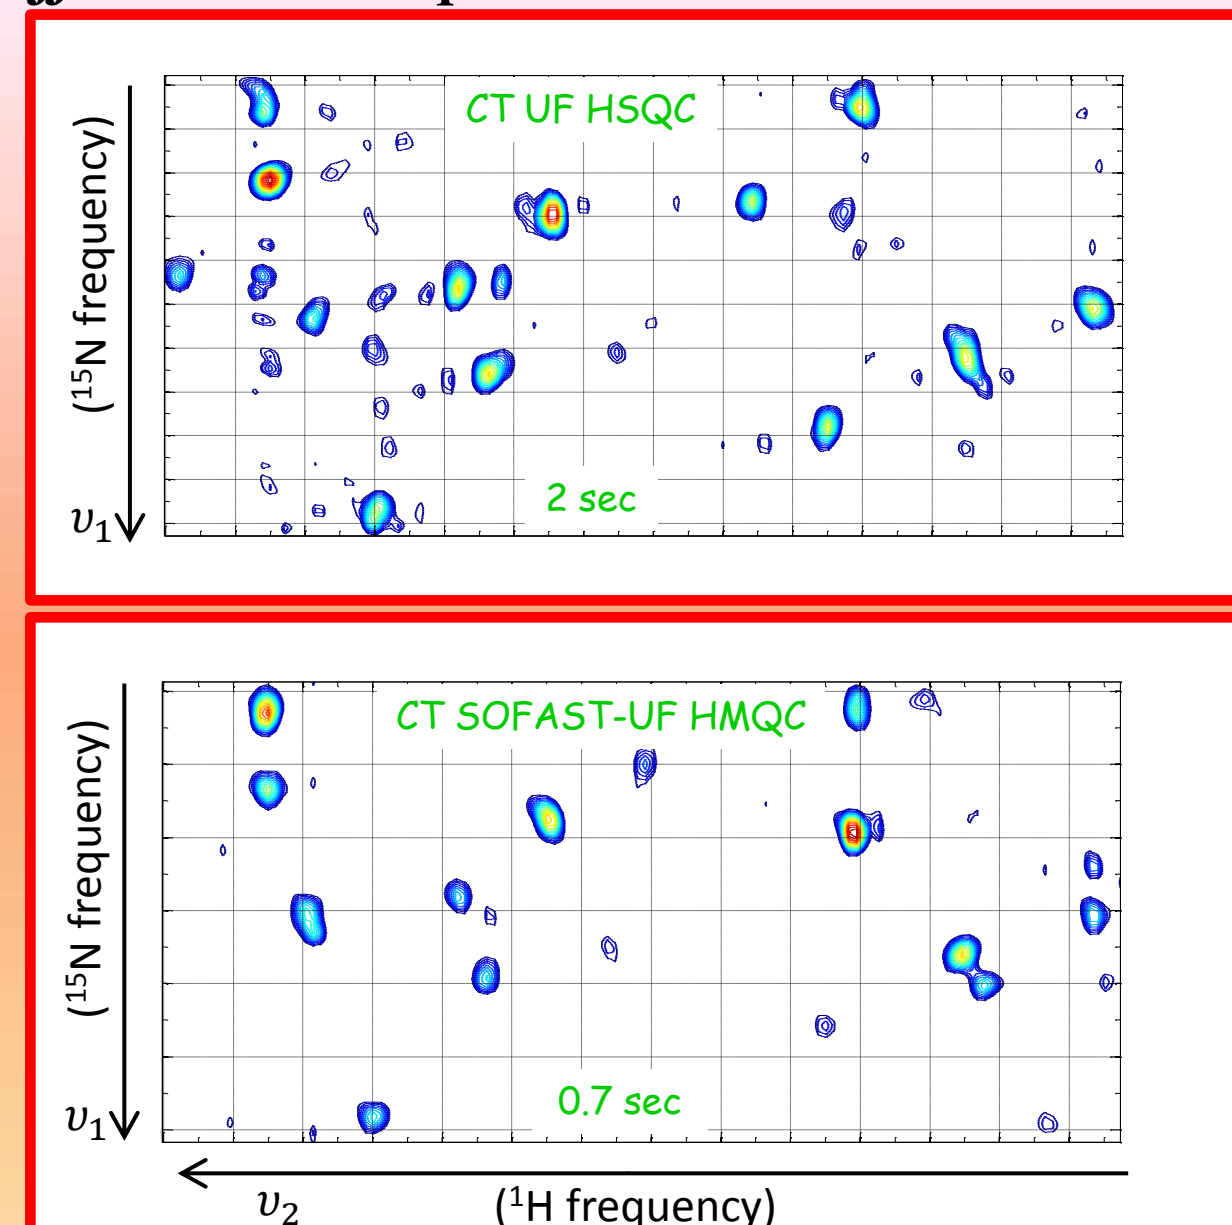 CT UF HSQC
(¹⁵N frequency)
2 sec
υ₁
CT SOFAST-UF HMQC
(¹⁵N frequency)
0.7 sec
υ₁
υ₂
(¹H frequency)